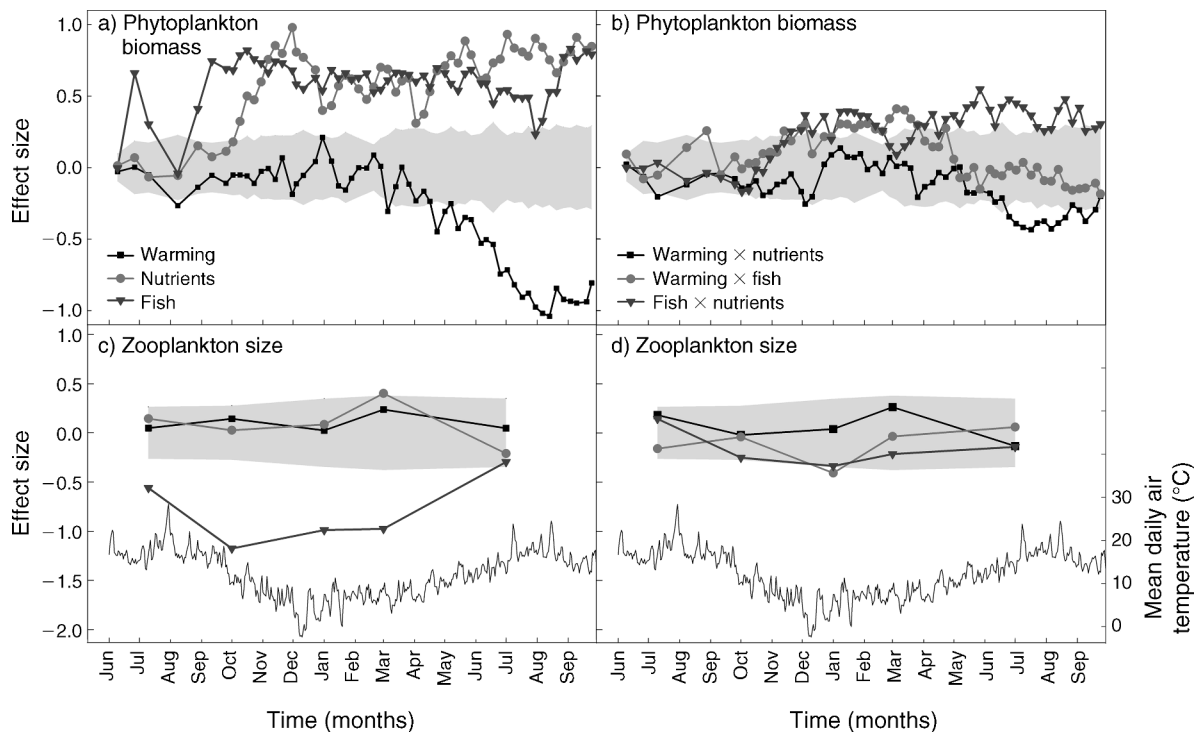 a) Phytoplankton
biomass
b) Phytoplankton biomass
1.0
0.5
0.0
−0.5
−1.0
Effect size
Warming
Nutrients
Fish
Warming × nutrients
Warming × fish
Fish × nutrients
c) Zooplankton size
d) Zooplankton size
1.0
0.5
0.0
−0.5
−1.0
−1.5
−2.0
Effect size
30
20
10
0
Mean daily air
temperature (°C)
Jun Jul Aug Sep Oct Nov Dec Jan Feb Mar Apr May Jun Jul Aug Sep
Jun Jul Aug Sep Oct Nov Dec Jan Feb Mar Apr May Jun Jul Aug Sep
Time (months)
Time (months)